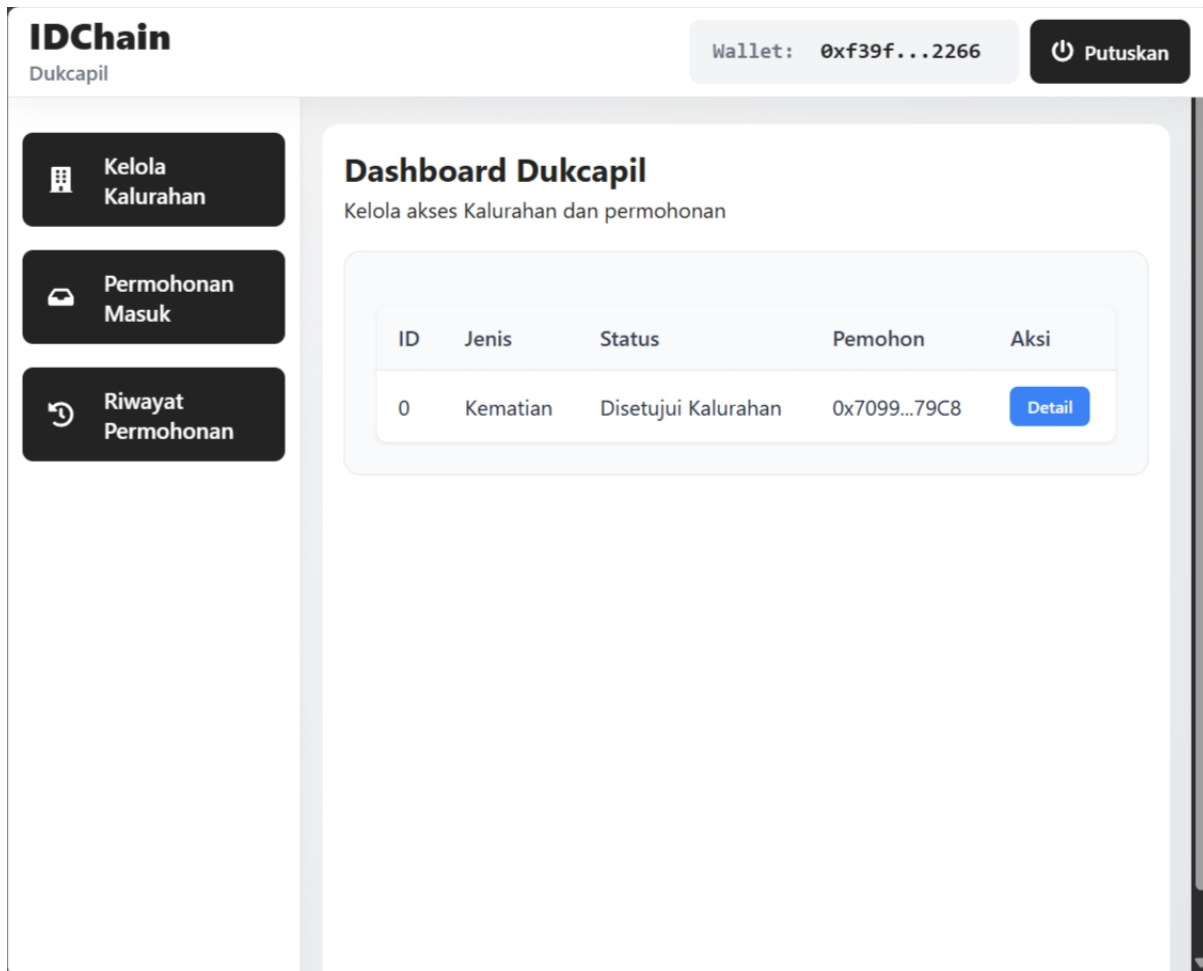 IDChain
Dukcapil
Wallet: 0xf39f...2266
Putuskan
Kelola
Kalurahan
Permohonan
Masuk
Riwayat
Permohonan
Dashboard Dukcapil
Kelola akses Kalurahan dan permohonan
ID Jenis Status Pemohon Aksi
0 Kematian Disetujui Kalurahan 0x7099...79C8 Detail